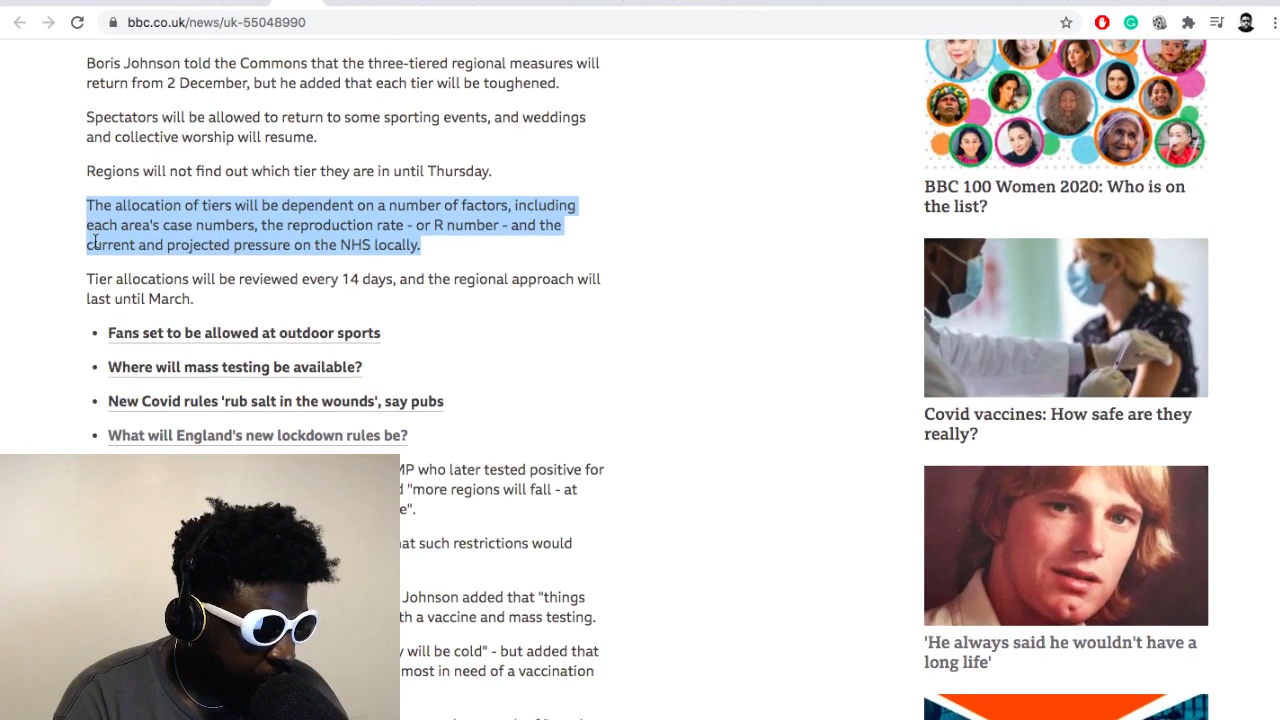 bbc.co.uk/news/uk-55048990
Boris Johnson told the Commons that the three-tiered regional measures will
return from 2 December, but he added that each tier will be toughened.
Spectators will be allowed to return to some sporting events, and weddings
and collective worship will resume.
Regions will not find out which tier they are in until Thursday.
The allocation of tiers will be dependent on a number of factors, including
each area's case numbers, the reproduction rate - or R number - and the
current and projected pressure on the NHS locally.
Tier allocations will be reviewed every 14 days, and the regional approach will
last until March.
• Fans set to be allowed at outdoor sports
• Where will mass testing be available?
• New Covid rules 'rub salt in the wounds', say pubs
• What will England's new lockdown rules be?
MP who later tested positive for
"more regions will fall - at
e".
at such restrictions would
Johnson added that "things
th a vaccine and mass testing.
y will be cold" - but added that
most in need of a vaccination
BBC 100 Women 2020: Who is on
the list?
Covid vaccines: How safe are they
really?
'He always said he wouldn't have a
long life'